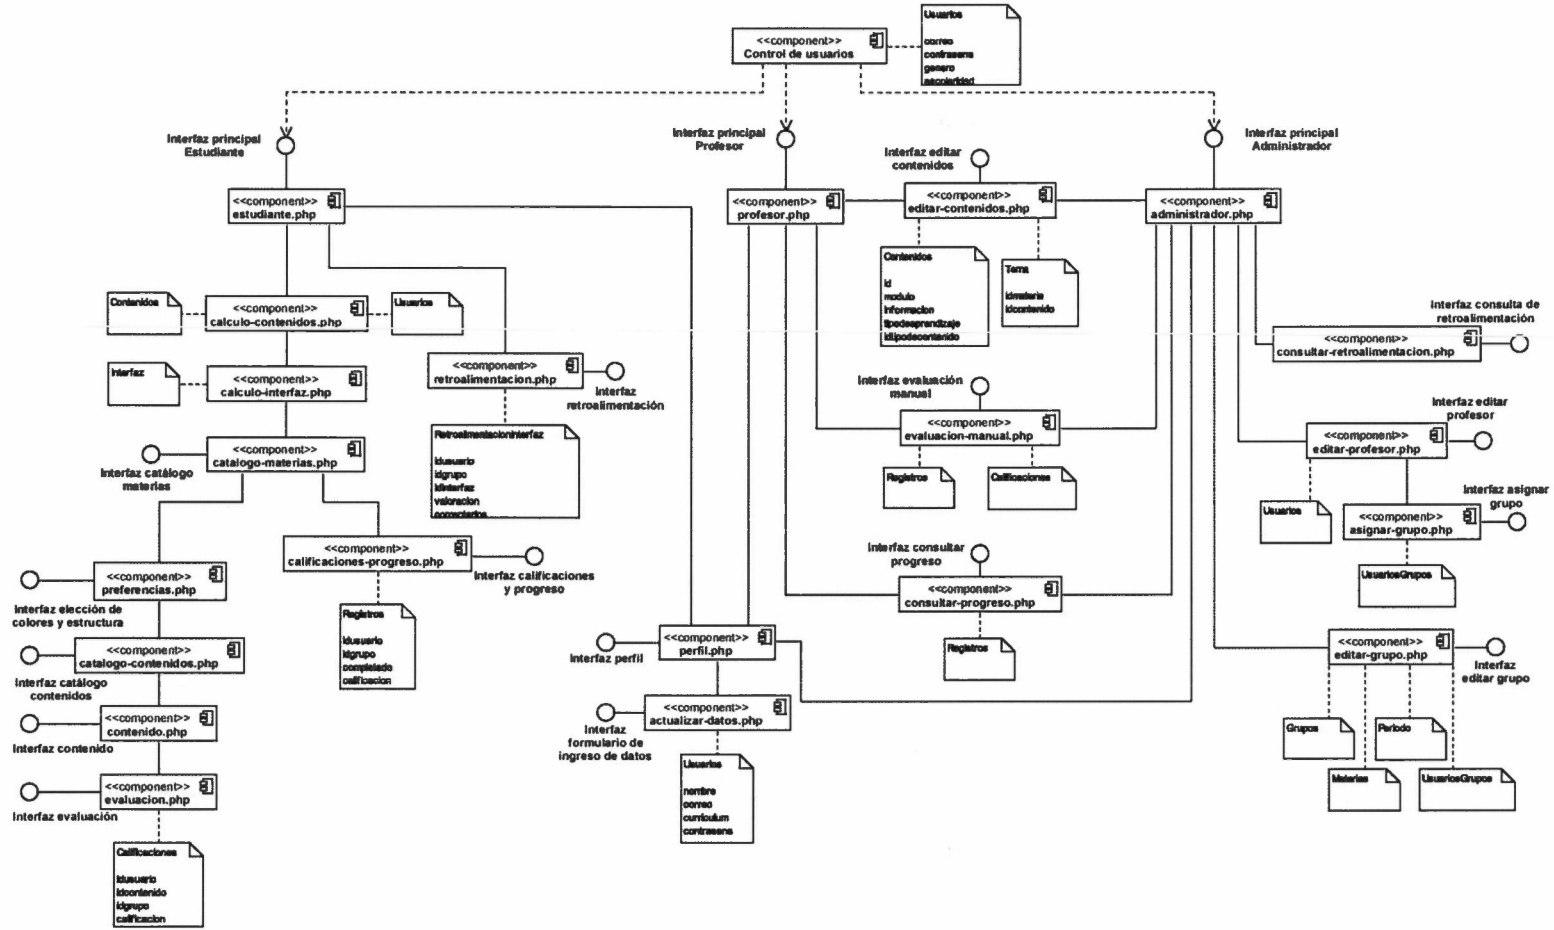 Usuarios
correo
contrasena
genero
escolaridad
<<component>>
Control de usuarios
Interfaz principal
Estudiante
Interfaz principal
Profesor
Interfaz principal
Administrador
Interfaz editar
contenidos
<<component>>
estudiante.php
<<component>>
profesor.php
<<component>>
editar-contenidos.php
<<component>>
administrador.php
Contenidos
id
modulo
informacion
tipodeaprendizaje
idtipodecontenido
Tema
idmateria
idcontenido
Contenidos
<<component>>
calculo-contenidos.php
Usuarios
Interfaz
<<component>>
calculo-interfaz.php
<<component>>
retroalimentacion.php
Interfaz
retroalimentación
RetroalimentacionInterfaz
idusuario
idgrupo
idinterfaz
valoracion
comentarios
Interfaz consulta de
retroalimentación
<<component>>
consultar-retroalimentacion.php
Interfaz evaluación
manual
<<component>>
evaluacion-manual.php
Registros
Calificaciones
Interfaz editar
profesor
<<component>>
editar-profesor.php
Usuarios
Interfaz asignar
grupo
<<component>>
asignar-grupo.php
UsuariosGrupos
<<component>>
catalogo-materias.php
Interfaz catálogo
materias
<<component>>
calificaciones-progreso.php
Interfaz calificaciones
y progreso
Registros
idusuario
idgrupo
completado
calificacion
Interfaz consultar
progreso
<<component>>
consultar-progreso.php
Registros
<<component>>
preferencias.php
Interfaz elección de
colores y estructura
<<component>>
catalogo-contenidos.php
Interfaz catálogo
contenidos
<<component>>
contenido.php
Interfaz contenido
<<component>>
evaluacion.php
Interfaz evaluación
Calificaciones
idusuario
idcontenido
idgrupo
calificacion
<<component>>
perfil.php
Interfaz perfil
<<component>>
actualizar-datos.php
Interfaz
formulario de
ingreso de datos
Usuarios
nombre
correo
curriculum
contrasena
<<component>>
editar-grupo.php
Interfaz
editar grupo
Grupos
Periodo
Materias
UsuariosGrupos